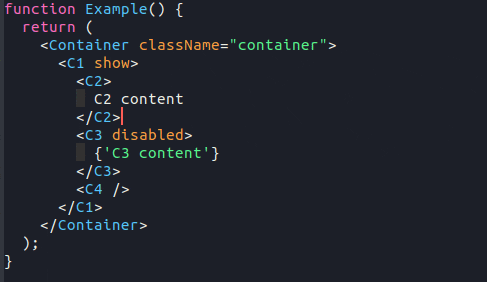 function Example() {
  return (
    <Container className="container">
      <C1 show>
        <C2>
          C2 content
        </C2>
        <C3 disabled>
          {'C3 content'}
        </C3>
        <C4 />
      </C1>
    </Container>
  );
}